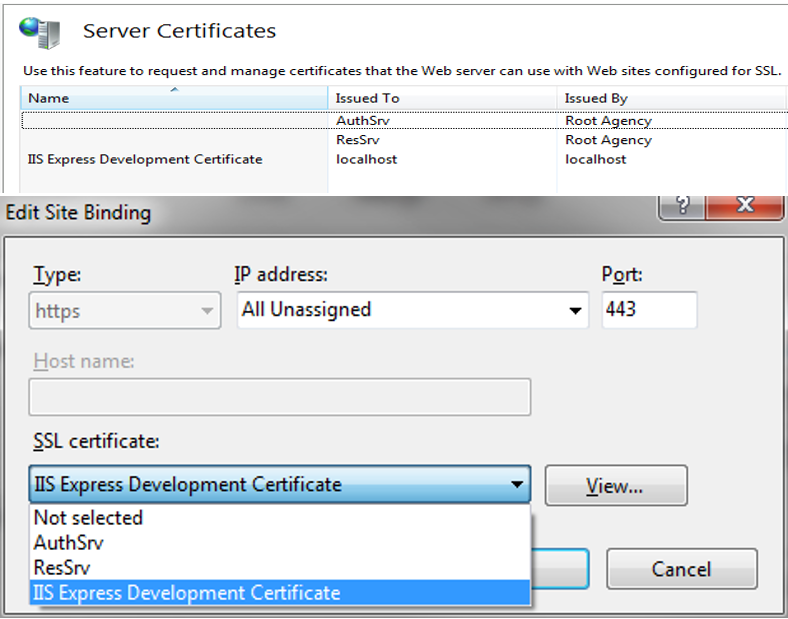 Server Certificates
Use this feature to request and manage certificates that the Web server can use with Web sites configured for SSL.
Name Issued To Issued By
AuthSrv Root Agency
ResSrv Root Agency
IIS Express Development Certificate localhost localhost
Edit Site Binding
? X
Type: IP address: Port:
https All Unassigned 443
Host name:
SSL certificate:
IIS Express Development Certificate View...
Not selected
AuthSrv
ResSrv
IIS Express Development Certificate
Cancel